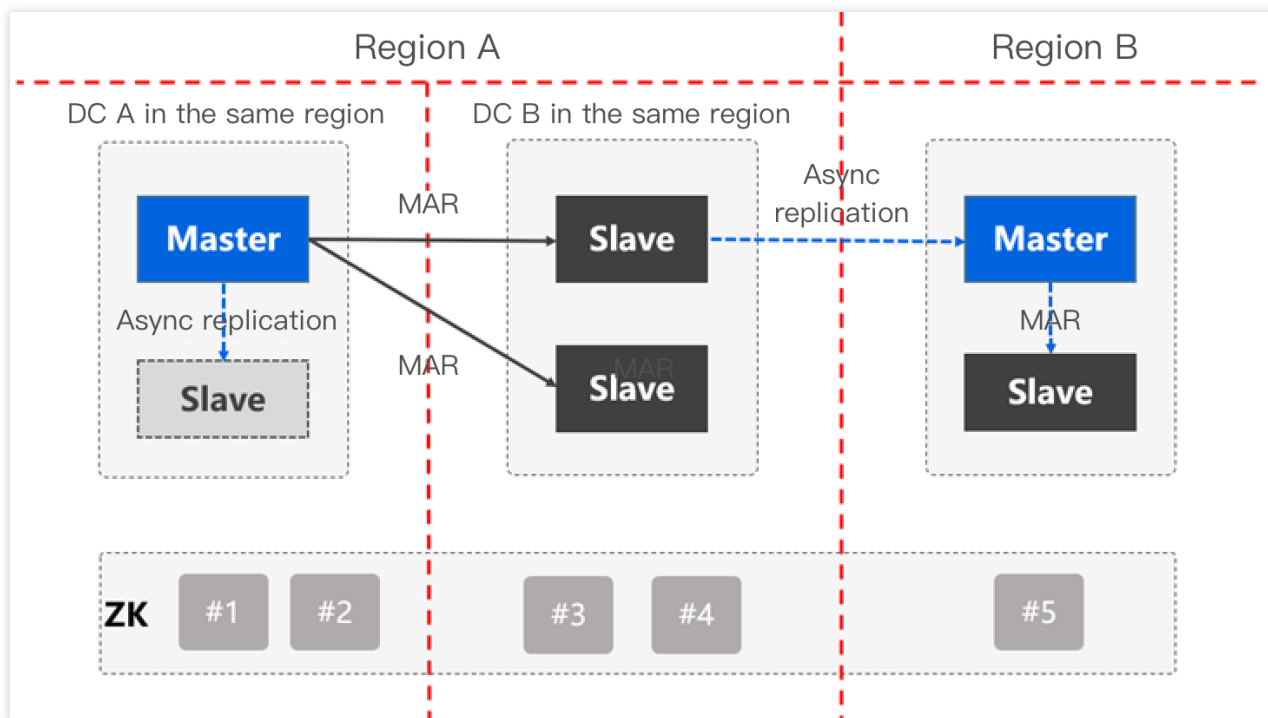 Region A
Region B
DC A in the same region
DC B in the same region
Master
MAR
Slave
Async
replication
Master
Async replication
MAR
Slave
MAR
Slave
MAR
Slave
ZK
#1
#2
#3
#4
#5